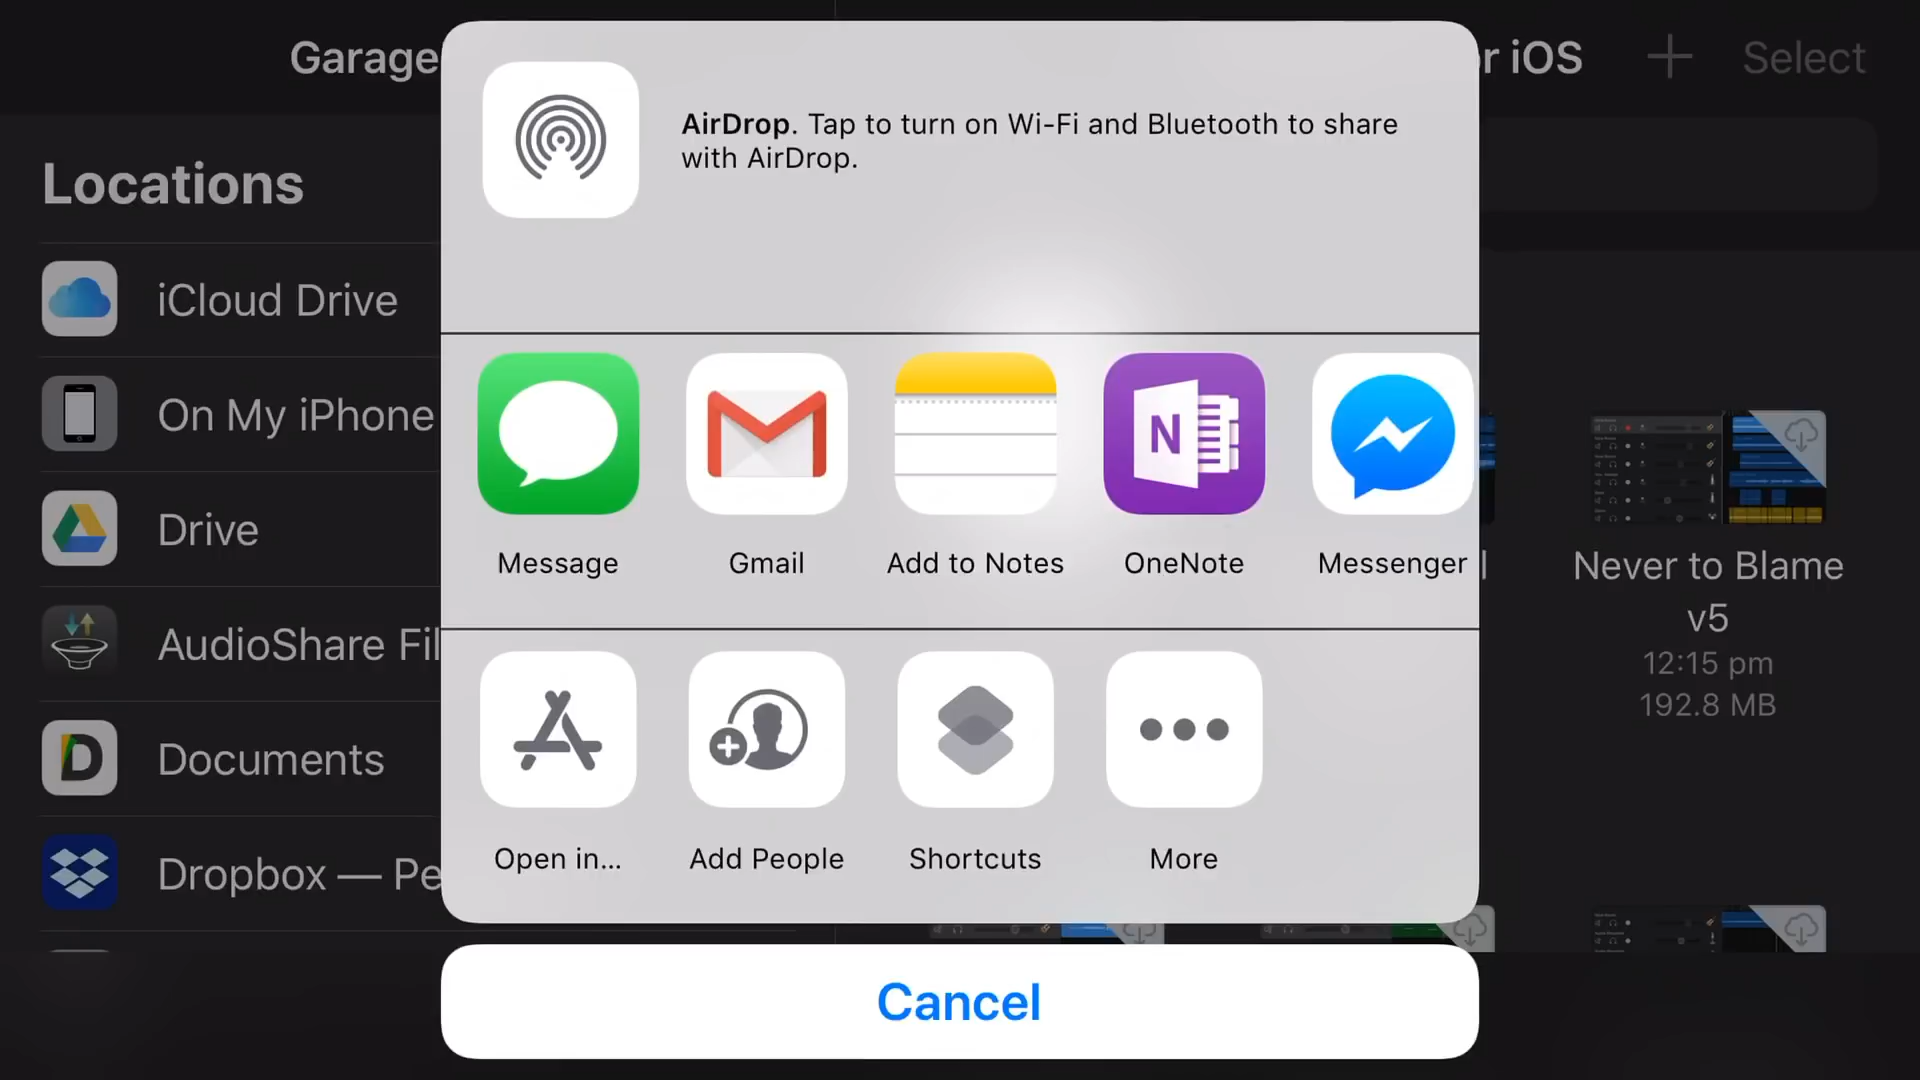 Garage
r iOS
Select
AirDrop. Tap to turn on Wi-Fi and Bluetooth to share
with AirDrop.
Locations
iCloud Drive
On My iPhone
Drive
AudioShare Fil
Documents
Dropbox — Pe
Message
Gmail
Add to Notes
N
OneNote
Messenger
Never to Blame
v5
12:15 pm
192.8 MB
Open in...
Add People
Shortcuts
More
Cancel